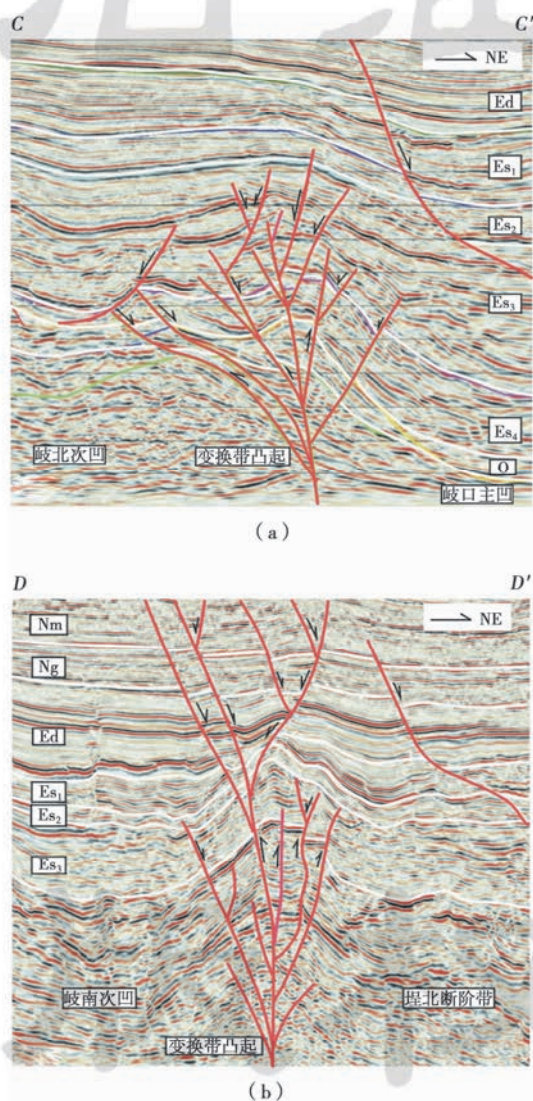 C C′
NE
Ed
Es₁
Es₂
Es₃
Es₄
O
岐北次凹 变换带凸起
岐口主凹
(a)
D D′
NE
Nm
Ng
Ed
Es₁
Es₂
Es₃
岐南次凹 埕北断阶带
变换带凸起
(b)